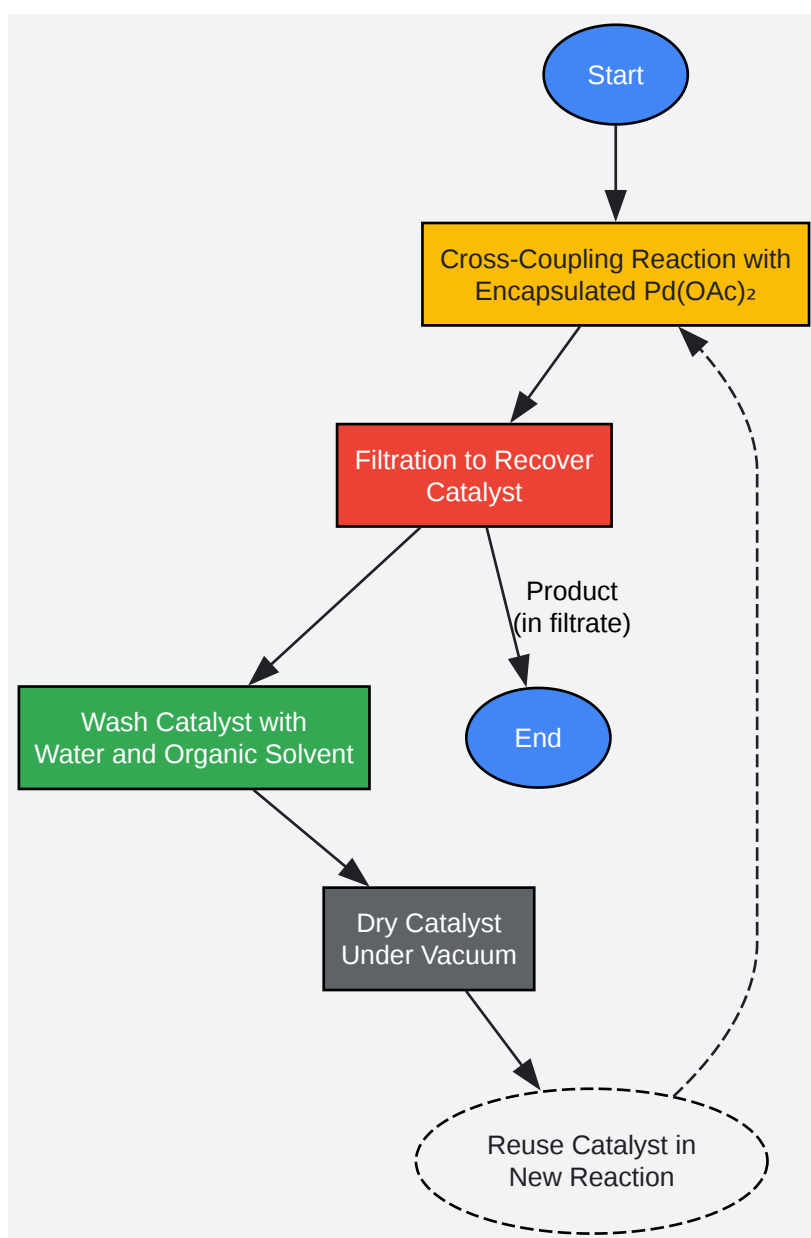 Start
Cross-Coupling Reaction with
Encapsulated Pd(OAc)₂
Filtration to Recover
Catalyst
Product
(in filtrate)
Wash Catalyst with
Water and Organic Solvent
End
Dry Catalyst
Under Vacuum
Reuse Catalyst in
New Reaction